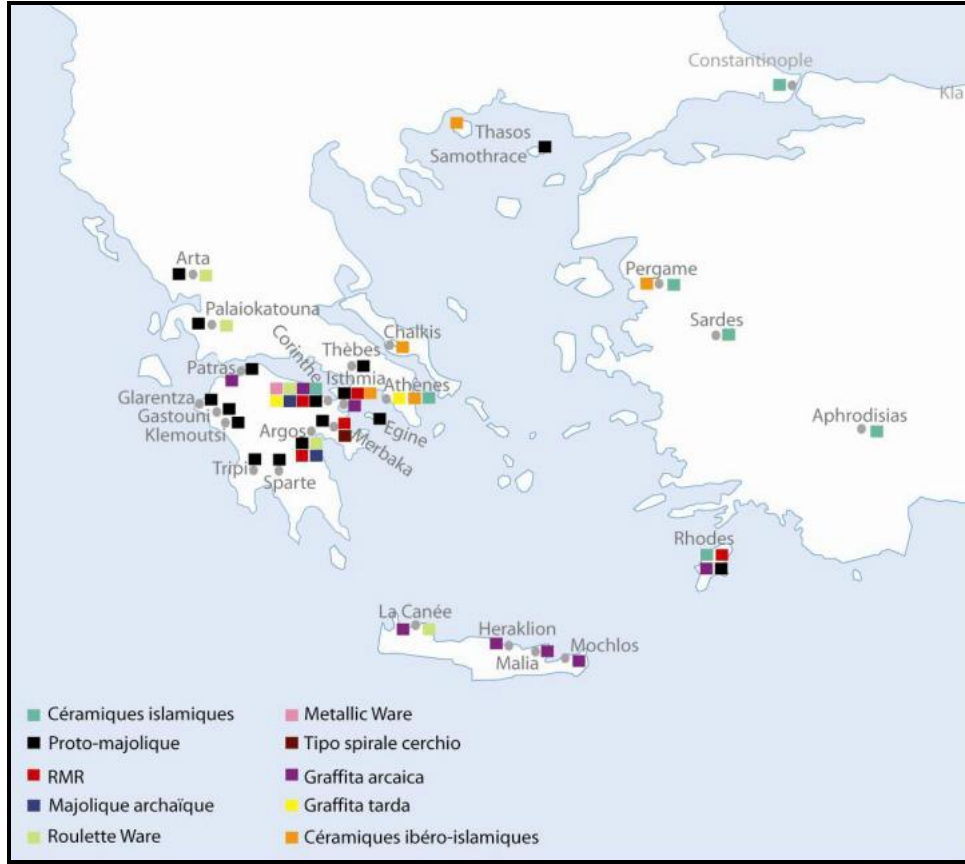 Constantinople
Kla
Thasos
Samothrace
Arta
Pergame
Palaiokatouna
Sardes
Chalkis
Corinthe
Thèbes
Patras
Isthmia
Athènes
Glarentza
Gastouni
Klemoutsi
Argos
Egine
Merbaka
Aphrodisias
Tripi
Sparte
Rhodes
La Canée
Heraklion
Mochlos
Malia
Céramiques islamiques
Proto-majolique
RMR
Majolique archaïque
Roulette Ware
Metallic Ware
Tipo spirale cerchio
Graffita arcaica
Graffita tarda
Céramiques ibéro-islamiques